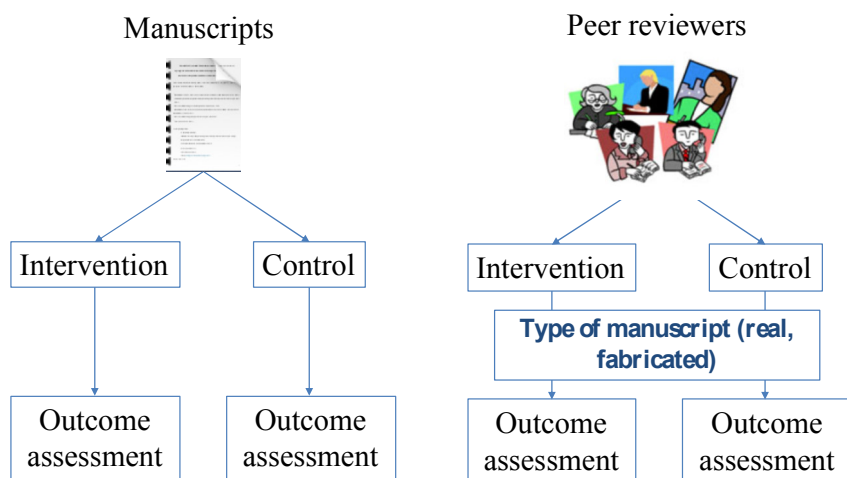 Manuscripts
Peer reviewers
Intervention
Control
Intervention
Control
Type of manuscript (real,
fabricated)
Outcome
assessment
Outcome
assessment
Outcome
assessment
Outcome
assessment